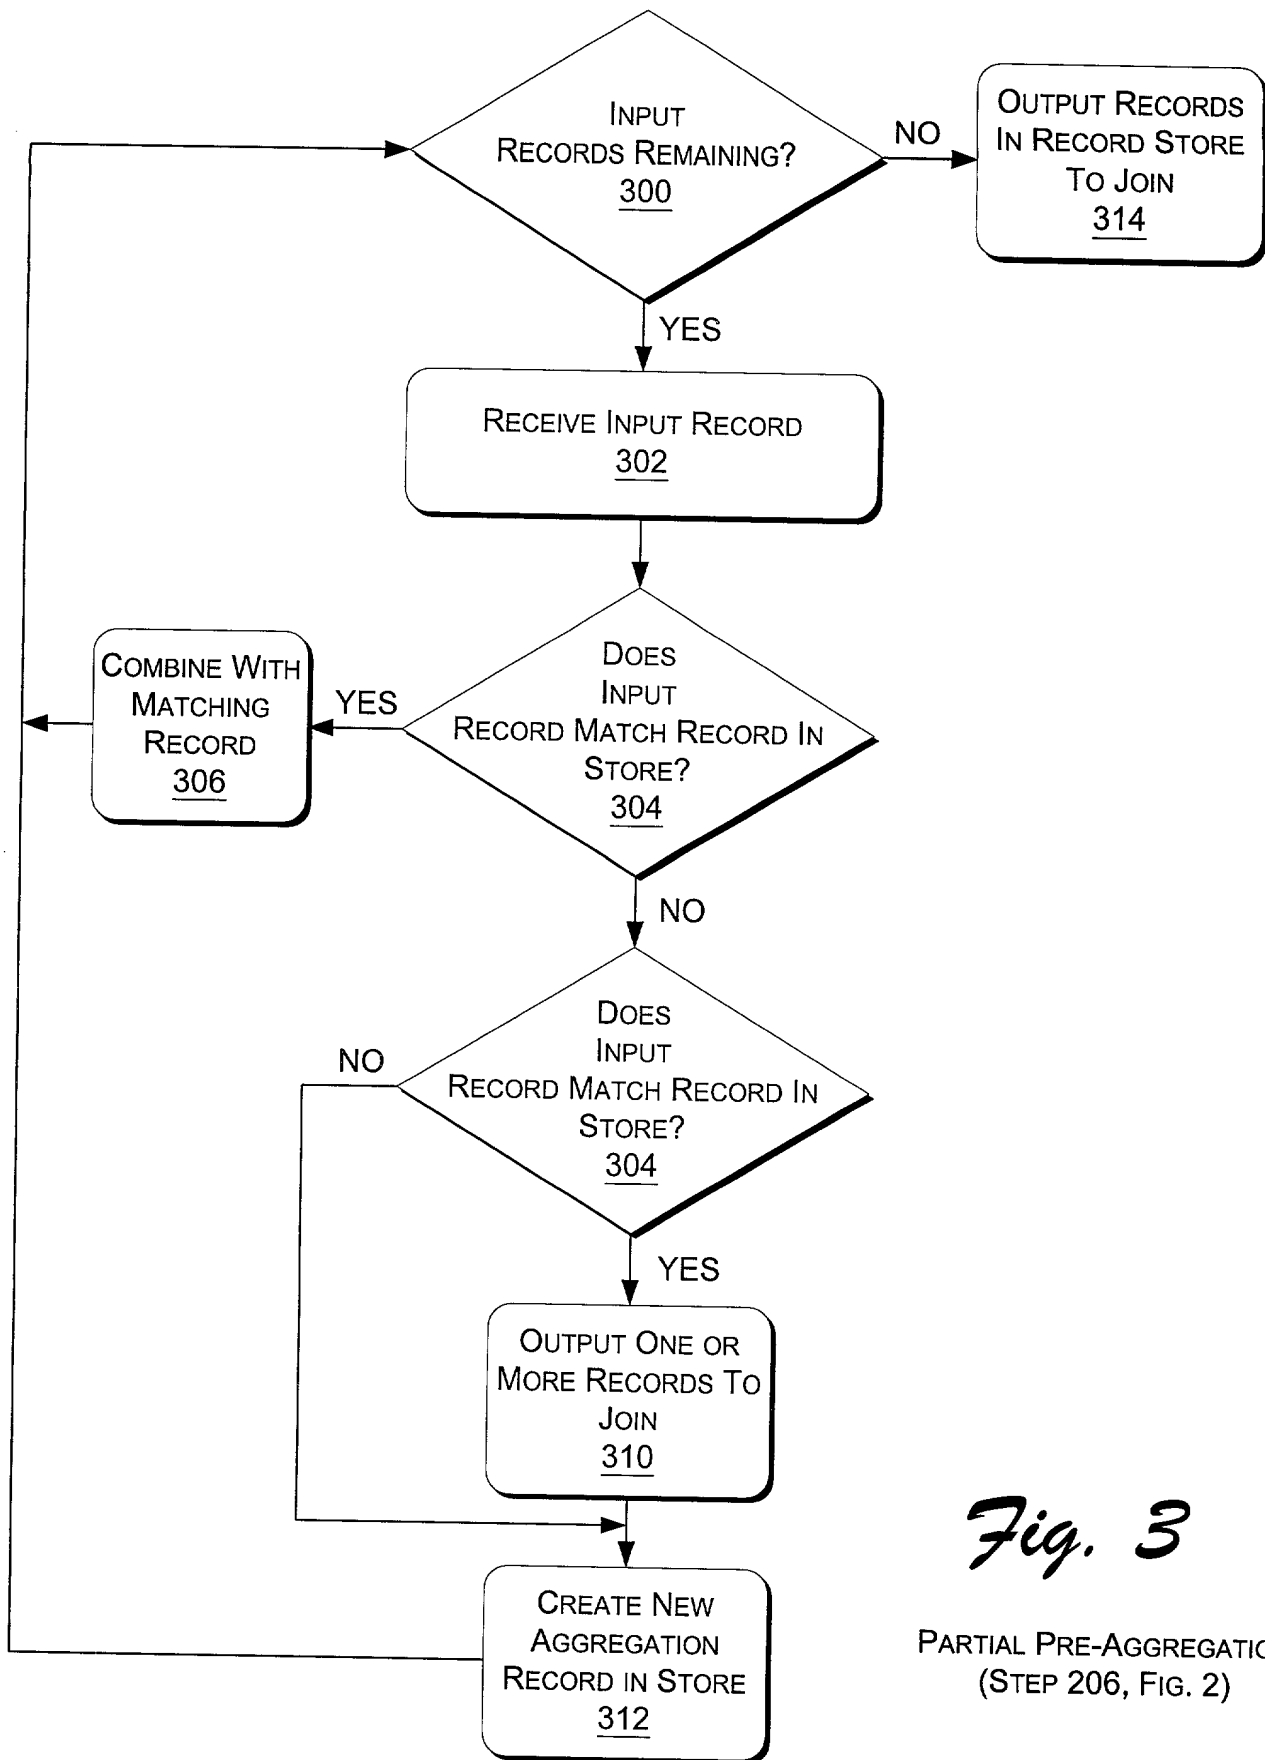 INPUT
RECORDS REMAINING?
300
NO
OUTPUT RECORDS
IN RECORD STORE
TO JOIN
314
YES
RECEIVE INPUT RECORD
302
DOES
INPUT
RECORD MATCH RECORD IN
STORE?
304
YES
COMBINE WITH
MATCHING
RECORD
306
NO
DOES
INPUT
RECORD MATCH RECORD IN
STORE?
304
NO
YES
OUTPUT ONE OR
MORE RECORDS TO
JOIN
310
CREATE NEW
AGGREGATION
RECORD IN STORE
312
Fig. 3
PARTIAL PRE-AGGREGATIO
(STEP 206, FIG. 2)